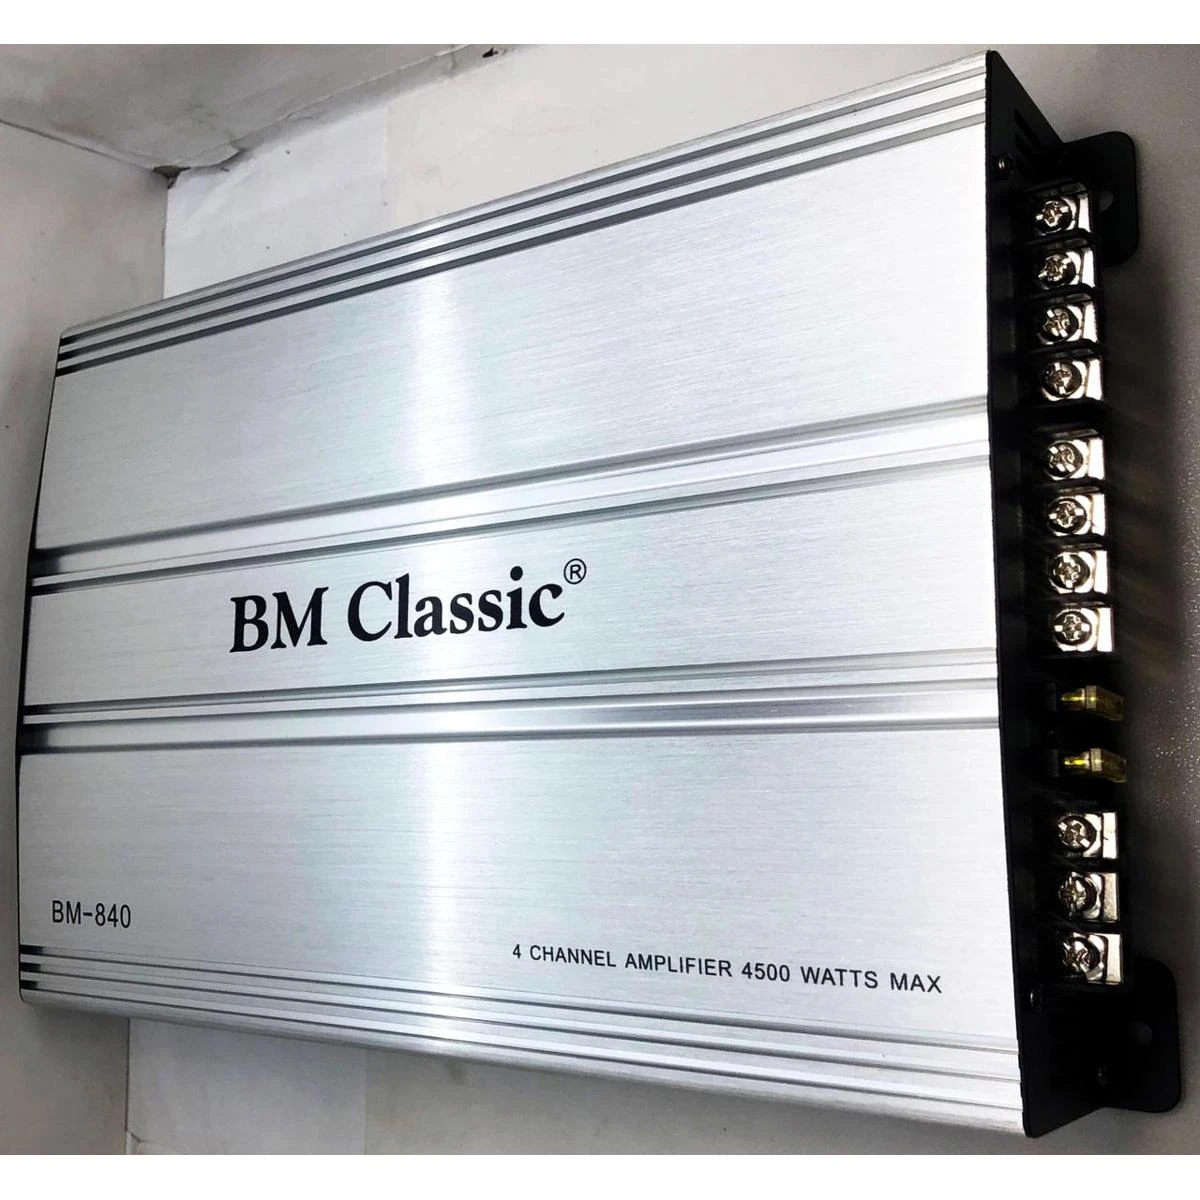 BM Classic®
BM-840
4 CHANNEL AMPLIFIER 4500 WATTS MAX